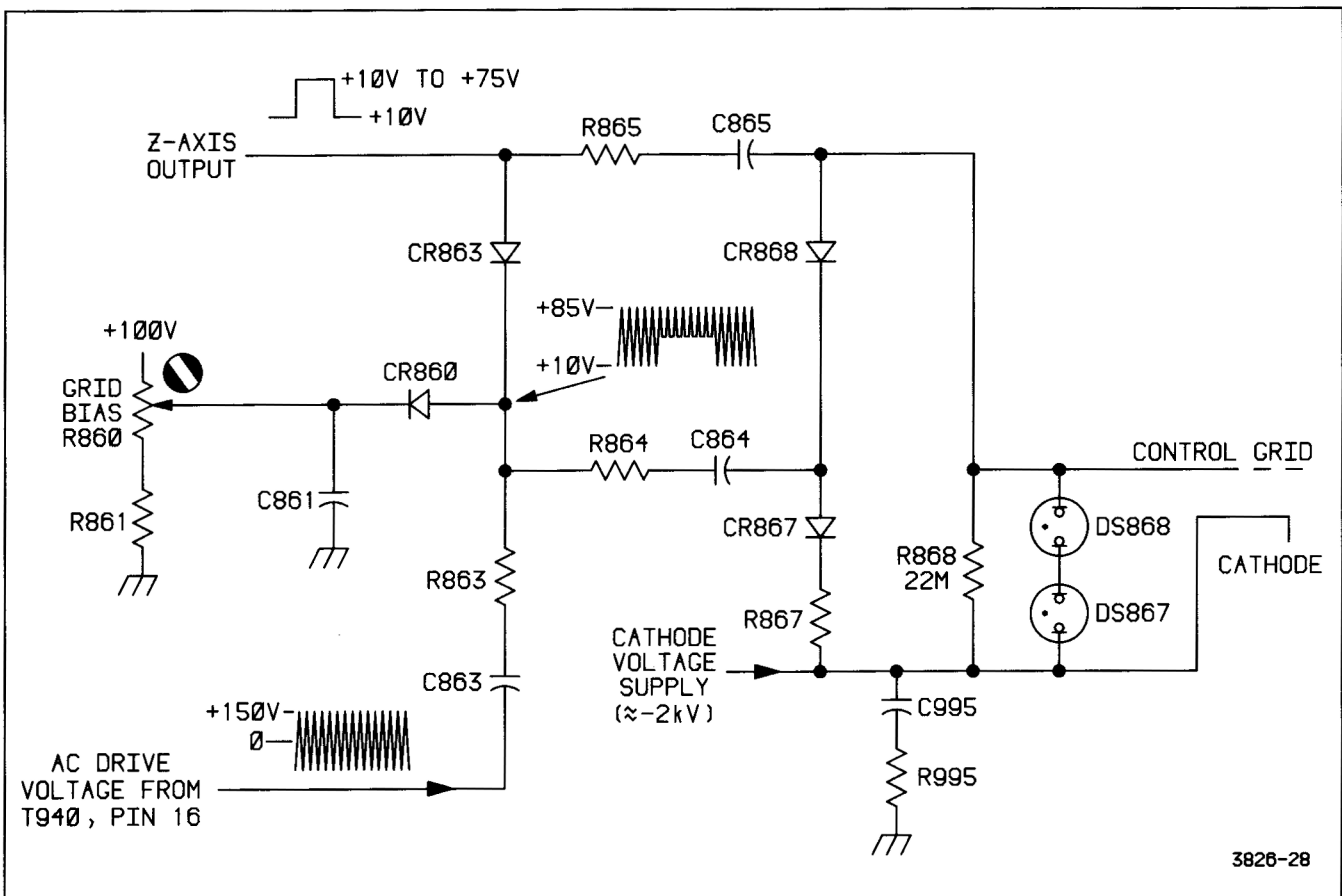 +10V TO +75V
+10V
Z-AXIS
OUTPUT
R865
C865
CR863
CR868
+100V
+85V
+10V
CR860
GRID
BIAS
R860
R864
C864
CONTROL GRID
R861
C861
CR867
DS868
R863
R868
22M
CATHODE
R867
DS867
CATHODE
VOLTAGE
SUPPLY
(≈-2kV)
C863
C995
+150V
0
R995
AC DRIVE
VOLTAGE FROM
T940, PIN 16
3826-28